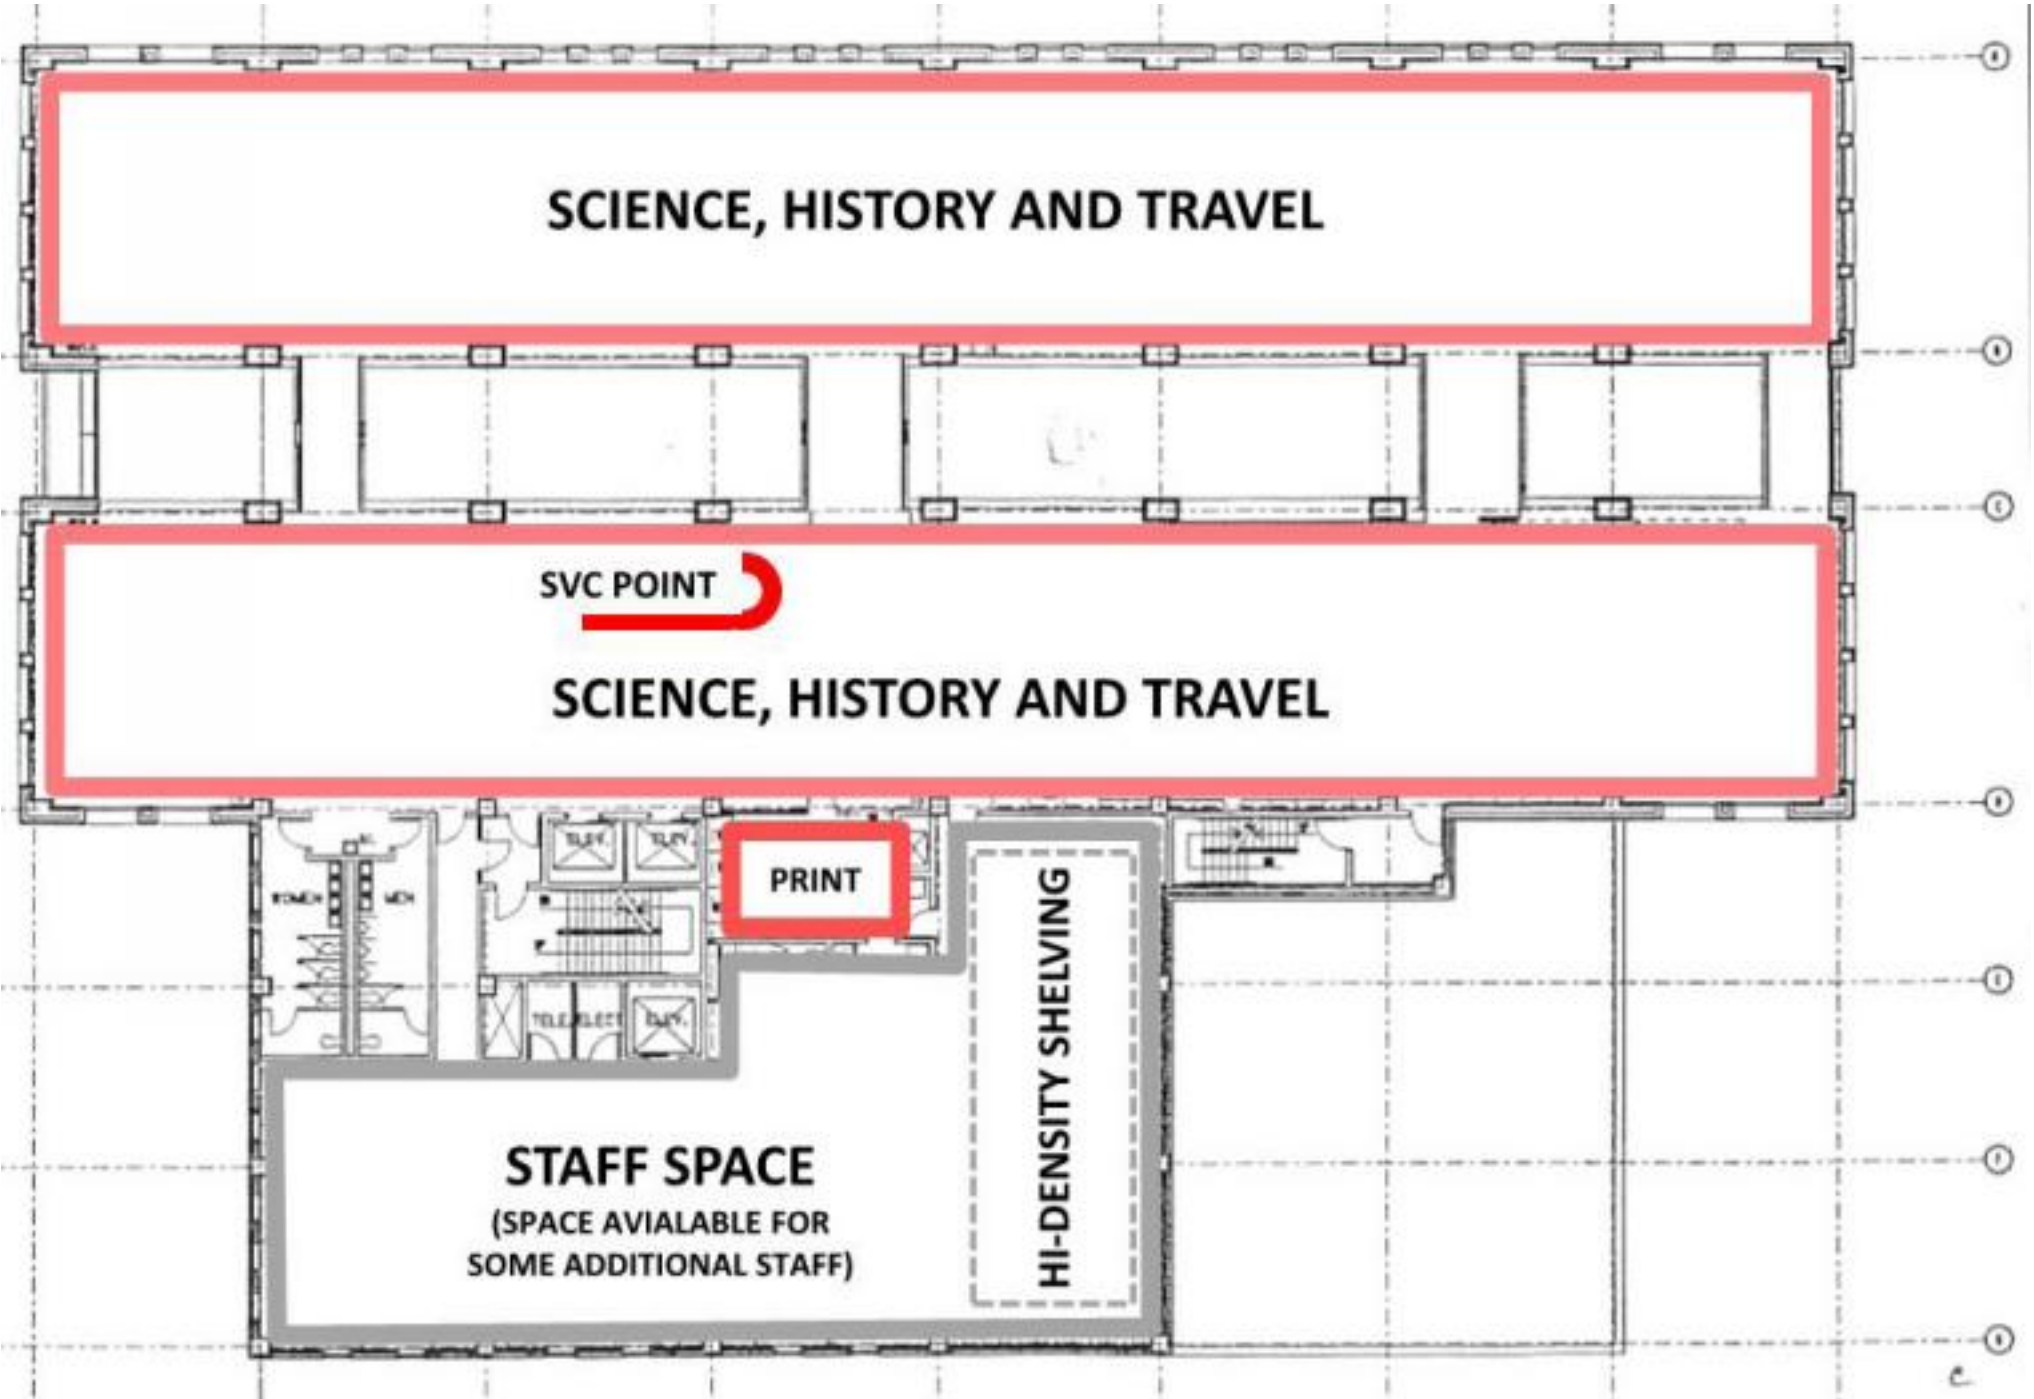 SCIENCE, HISTORY AND TRAVEL
SVC POINT
SCIENCE, HISTORY AND TRAVEL
ELEV.
ELEV.
PRINT
WOMEN
MEN
HI-DENSITY SHELVING
TELE.
ELECT
ELEV.
STAFF SPACE
(SPACE AVIALABLE FOR
SOME ADDITIONAL STAFF)